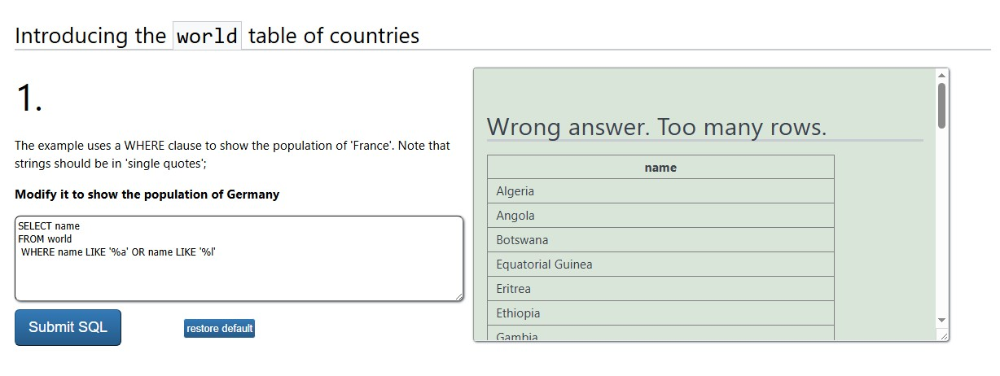 Introducing the world table of countries
1.
The example uses a WHERE clause to show the population of 'France'. Note that
strings should be in 'single quotes';
Modify it to show the population of Germany
SELECT name
FROM world
WHERE name LIKE '%a' OR name LIKE '%l'
Submit SQL
restore default
Wrong answer. Too many rows.
name
Algeria
Angola
Botswana
Equatorial Guinea
Eritrea
Ethiopia
Gambia